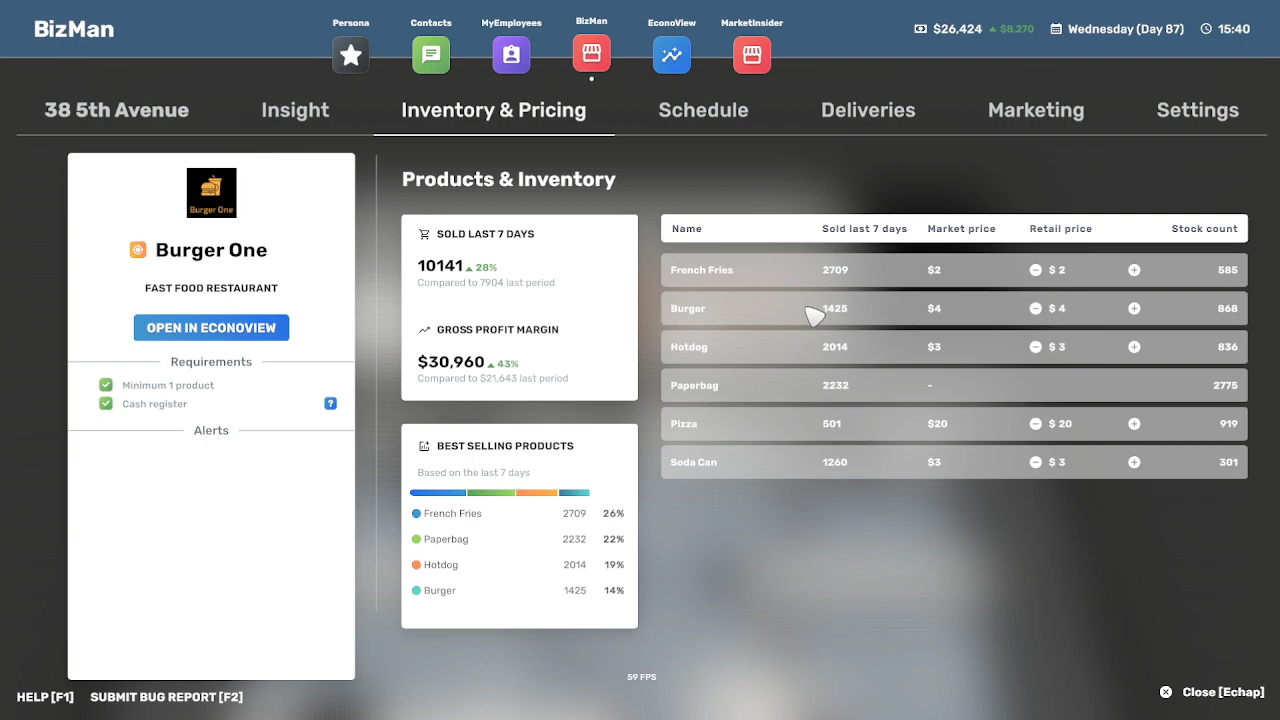 BizMan
Persona
Contacts
MyEmployees
BizMan
EconoView
MarketInsider
$26,424 $8,270
Wednesday (Day 87)
15:40
38 5th Avenue
Insight
Inventory & Pricing
Schedule
Deliveries
Marketing
Settings
Burger One
Burger One
FAST FOOD RESTAURANT
OPEN IN ECONOVIEW
Requirements
Minimum 1 product
Cash register
?
Alerts
Products & Inventory
SOLD LAST 7 DAYS
10141 28%
Compared to 7904 last period
GROSS PROFIT MARGIN
$30,960 43%
Compared to $21,643 last period
BEST SELLING PRODUCTS
Based on the last 7 days
French Fries 2709 26%
Paperbag 2232 22%
Hotdog 2014 19%
Burger 1425 14%
Name Sold last 7 days Market price Retail price Stock count
French Fries 2709 $2 $ 2 585
Burger 1425 $4 $ 4 868
Hotdog 2014 $3 $ 3 836
Paperbag 2232 - 2775
Pizza 501 $20 $ 20 919
Soda Can 1260 $3 $ 3 301
59 FPS
HELP [F1] SUBMIT BUG REPORT [F2]
Close [Echap]